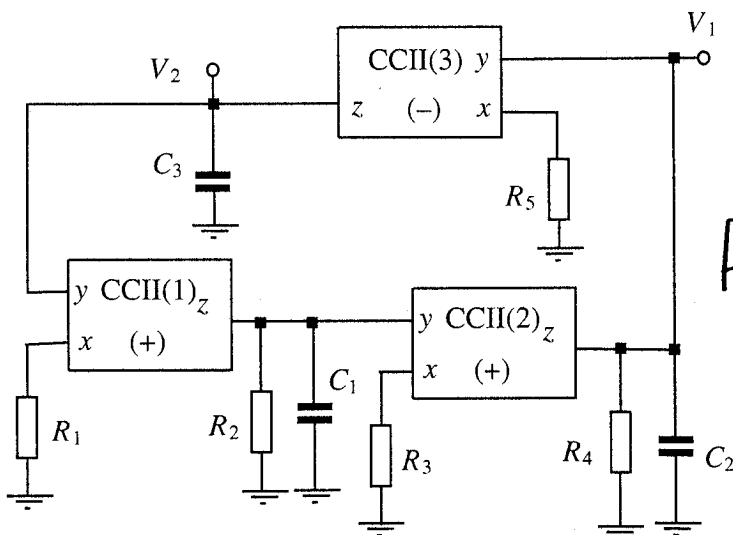 V1
V2
CCII(3) y
z (−) x
C3
R5
y CCII(1) z
x (+)
y CCII(2) z
x (+)
R1
R2
C1
R3
R4
C2